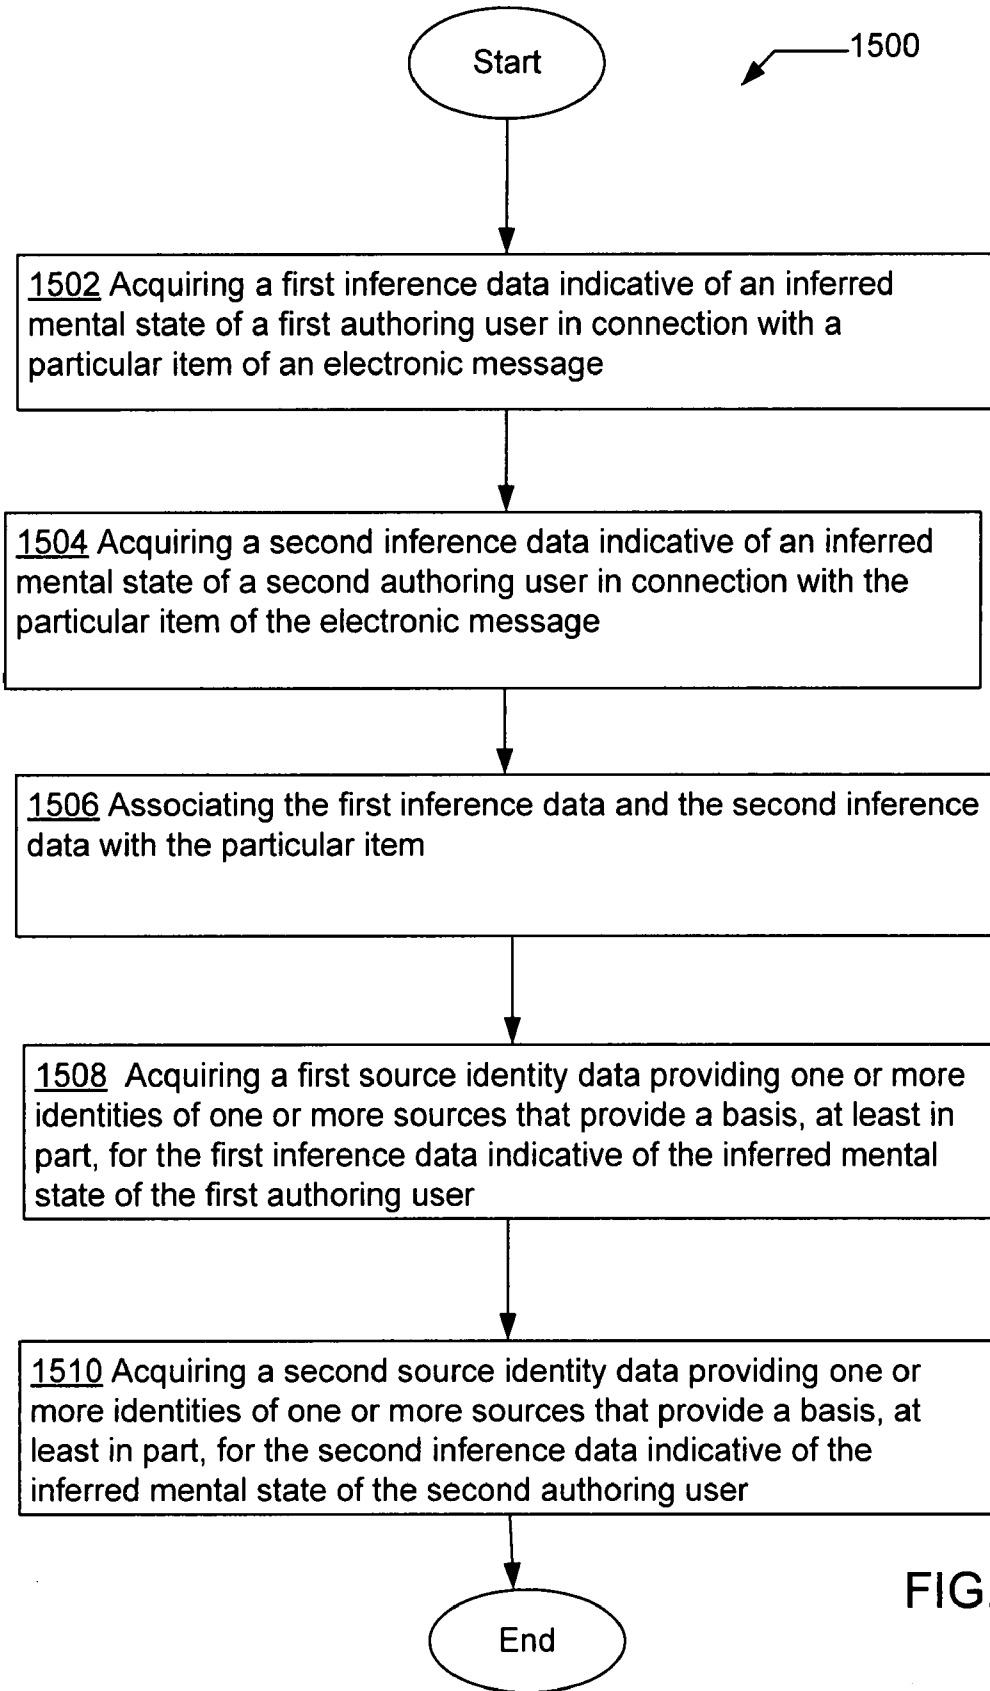 Start
1500
1502 Acquiring a first inference data indicative of an inferred
mental state of a first authoring user in connection with a
particular item of an electronic message
1504 Acquiring a second inference data indicative of an inferred
mental state of a second authoring user in connection with the
particular item of the electronic message
1506 Associating the first inference data and the second inference
data with the particular item
1508 Acquiring a first source identity data providing one or more
identities of one or more sources that provide a basis, at least in
part, for the first inference data indicative of the inferred mental
state of the first authoring user
1510 Acquiring a second source identity data providing one or
more identities of one or more sources that provide a basis, at
least in part, for the second inference data indicative of the
inferred mental state of the second authoring user
FIG.
End